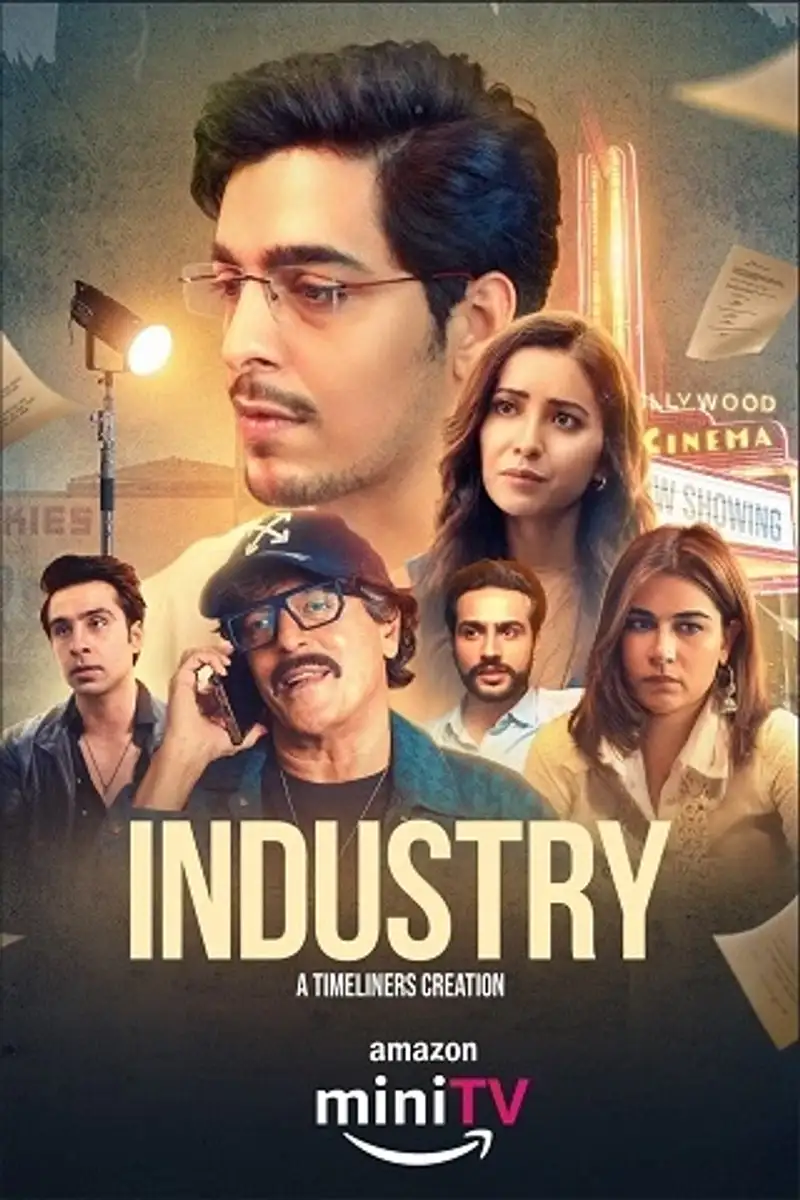 LLYWOOD
CINEMA
W SHOWING
KIES
INDUSTRY
A TIMELINERS CREATION
amazon
miniTV